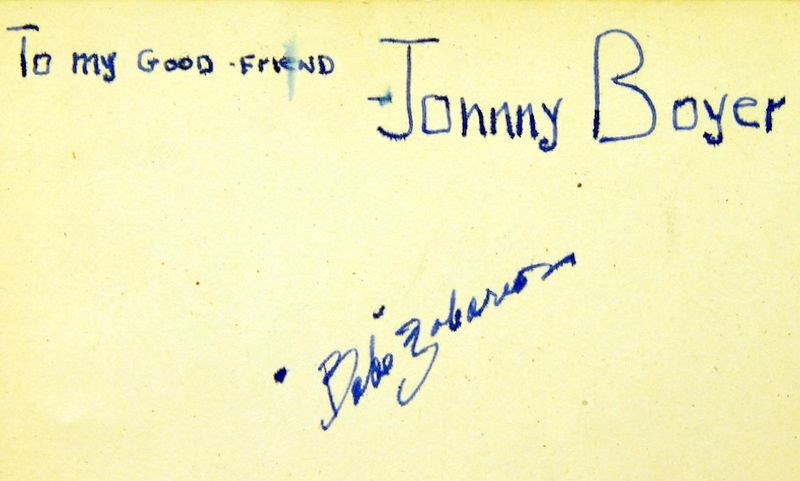 To my GOOD-FRIEND Jonnny Boyer
Babe Zaharias